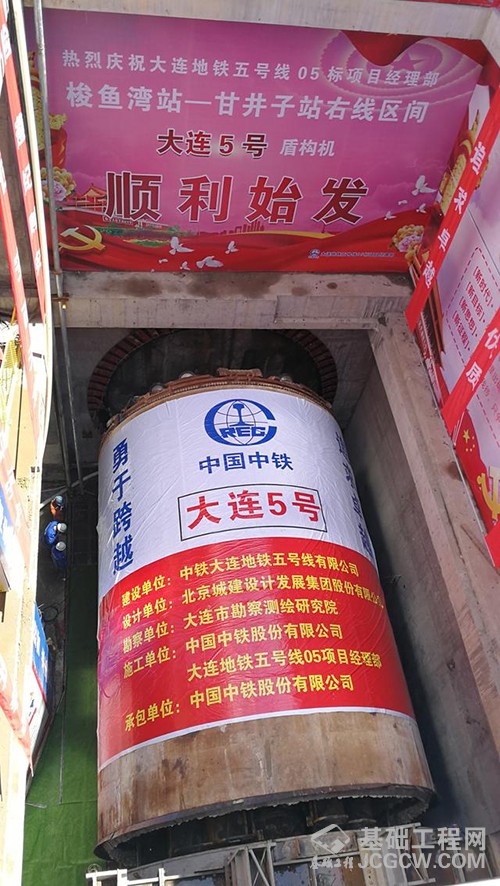 热烈庆祝大连地铁五号线05标项目经理部
梭鱼湾站—甘井子站右线区间
大连5号 盾构机
顺利始发
勇于跨越
CREC
中国中铁
大连5号
建设单位：中铁大连地铁五号线有限公司
设计单位：北京城建设计发展集团股份有限公司
勘察单位：大连市勘察测绘研究院
施工单位：中国中铁股份有限公司
大连地铁五号线05项目经理部
承包单位：中国中铁股份有限公司
基础工程网
JCGCW.COM